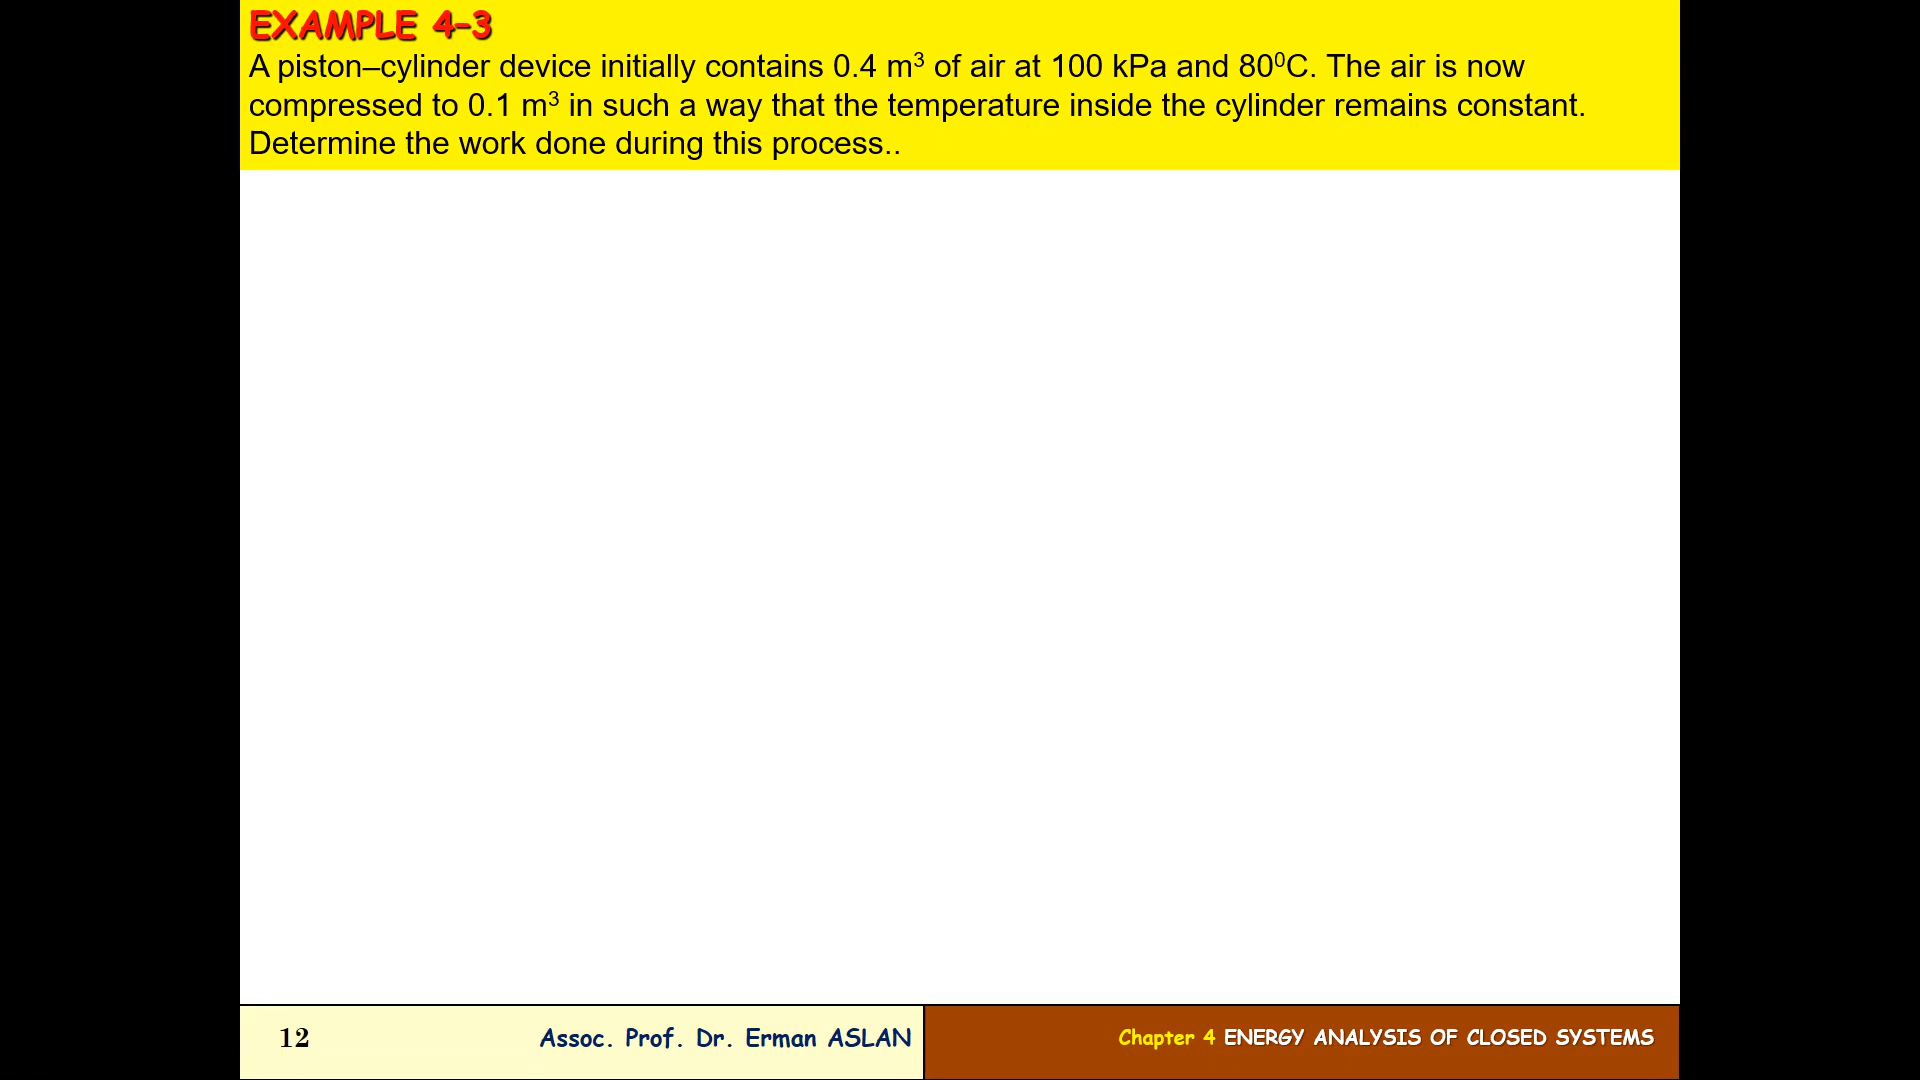 EXAMPLE 4–3
A piston–cylinder device initially contains 0.4 m³ of air at 100 kPa and 80⁰C. The air is now
compressed to 0.1 m³ in such a way that the temperature inside the cylinder remains constant.
Determine the work done during this process..
12
Assoc. Prof. Dr. Erman ASLAN
Chapter 4 ENERGY ANALYSIS OF CLOSED SYSTEMS